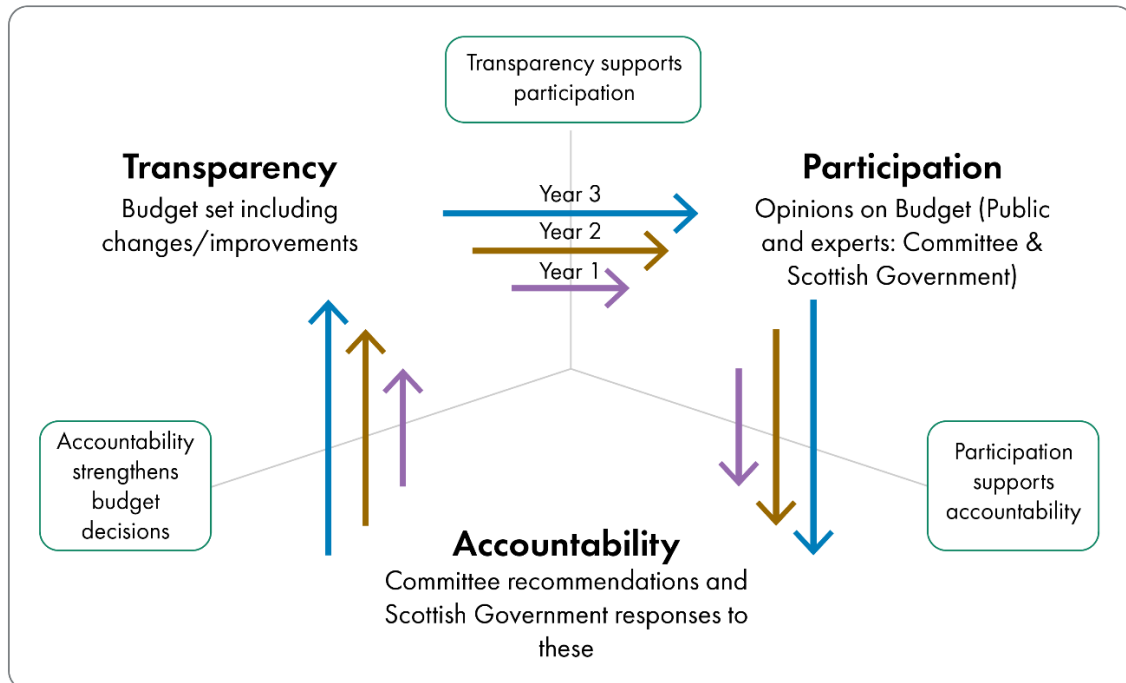 Transparency supports
participation
Transparency
Budget set including
changes/improvements
Year 3
Year 2
Year 1
Participation
Opinions on Budget (Public
and experts: Committee &
Scottish Government)
Accountability
strengthens
budget
decisions
Participation
supports
accountability
Accountability
Committee recommendations and
Scottish Government responses to
these